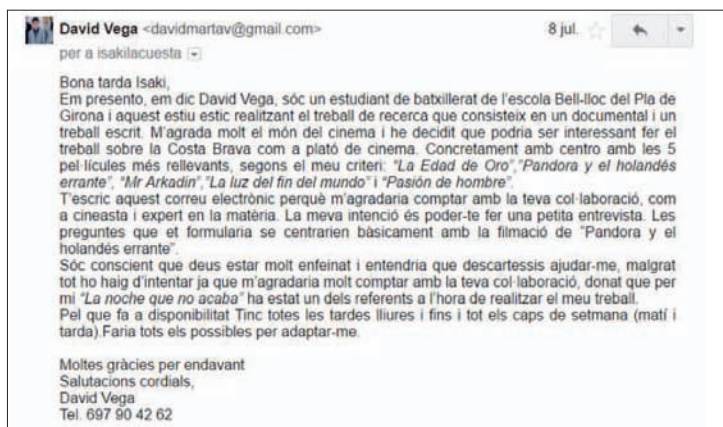 David Vega <davidmartav@gmail.com> 8 jul.
per a isakilacuesta
Bona tarda Isaki,
Em presento, em dic David Vega, sóc un estudiant de batxillerat de l'escola Bell-lloc del Pla de
Girona i aquest estiu estic realitzant el treball de recerca que consisteix en un documental i un
treball escrit. M'agrada molt el món del cinema i he decidit que podria ser interessant fer el
treball sobre la Costa Brava com a plató de cinema. Concretament amb centro amb les 5
pel·lícules més rellevants, segons el meu criteri: "La Edad de Oro","Pandora y el holandés
errante", "Mr Arkadin","La luz del fin del mundo" i "Pasión de hombre".
T'escric aquest correu electrònic perquè m'agradaria comptar amb la teva col·laboració, com
a cineasta i expert en la matèria. La meva intenció és poder-te fer una petita entrevista. Les
preguntes que et formularia se centrarien bàsicament amb la filmació de "Pandora y el
holandés errante".
Sóc conscient que deus estar molt enfeinat i entendria que descartessis ajudar-me, malgrat
tot ho haig d'intentar ja que m'agradaria molt comptar amb la teva col·laboració, donat que per
mi "La noche que no acaba" ha estat un dels referents a l'hora de realitzar el meu treball.
Pel que fa a disponibilitat Tinc totes les tardes lliures i fins i tot els caps de setmana (matí i
tarda).Faria tots els possibles per adaptar-me.
Moltes gràcies per endavant
Salutacions cordials,
David Vega
Tel. 697 90 42 62